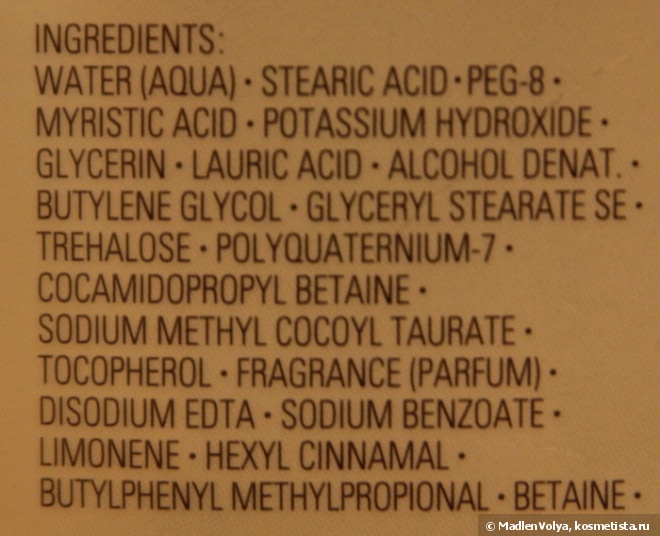 INGREDIENTS:
WATER (AQUA) • STEARIC ACID • PEG-8 •
MYRISTIC ACID • POTASSIUM HYDROXIDE •
GLYCERIN • LAURIC ACID • ALCOHOL DENAT. •
BUTYLENE GLYCOL • GLYCERYL STEARATE SE •
TREHALOSE • POLYQUATERNIUM-7 •
COCAMIDOPROPYL BETAINE •
SODIUM METHYL COCOYL TAURATE •
TOCOPHEROL • FRAGRANCE (PARFUM) •
DISODIUM EDTA • SODIUM BENZOATE •
LIMONENE • HEXYL CINNAMAL •
BUTYLPHENYL METHYLPROPIONAL • BETAINE •
© MadlenVolya, kosmetista.ru